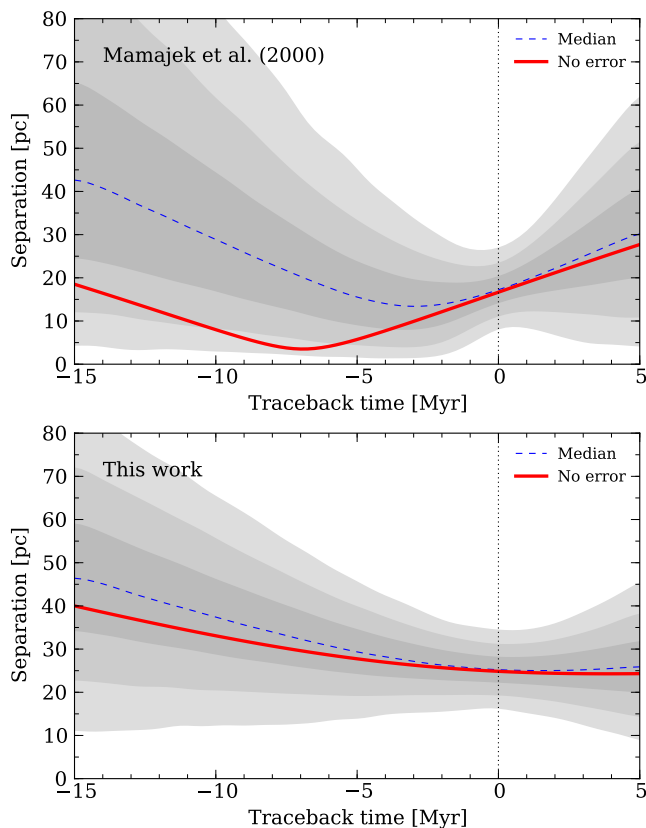 80
70
60
50
40
30
20
10
0
Separation [pc]
Mamajek et al. (2000)
Median
No error
−15
−10
−5
0
5
Traceback time [Myr]
80
70
60
50
40
30
20
10
0
Separation [pc]
This work
Median
No error
−15
−10
−5
0
5
Traceback time [Myr]